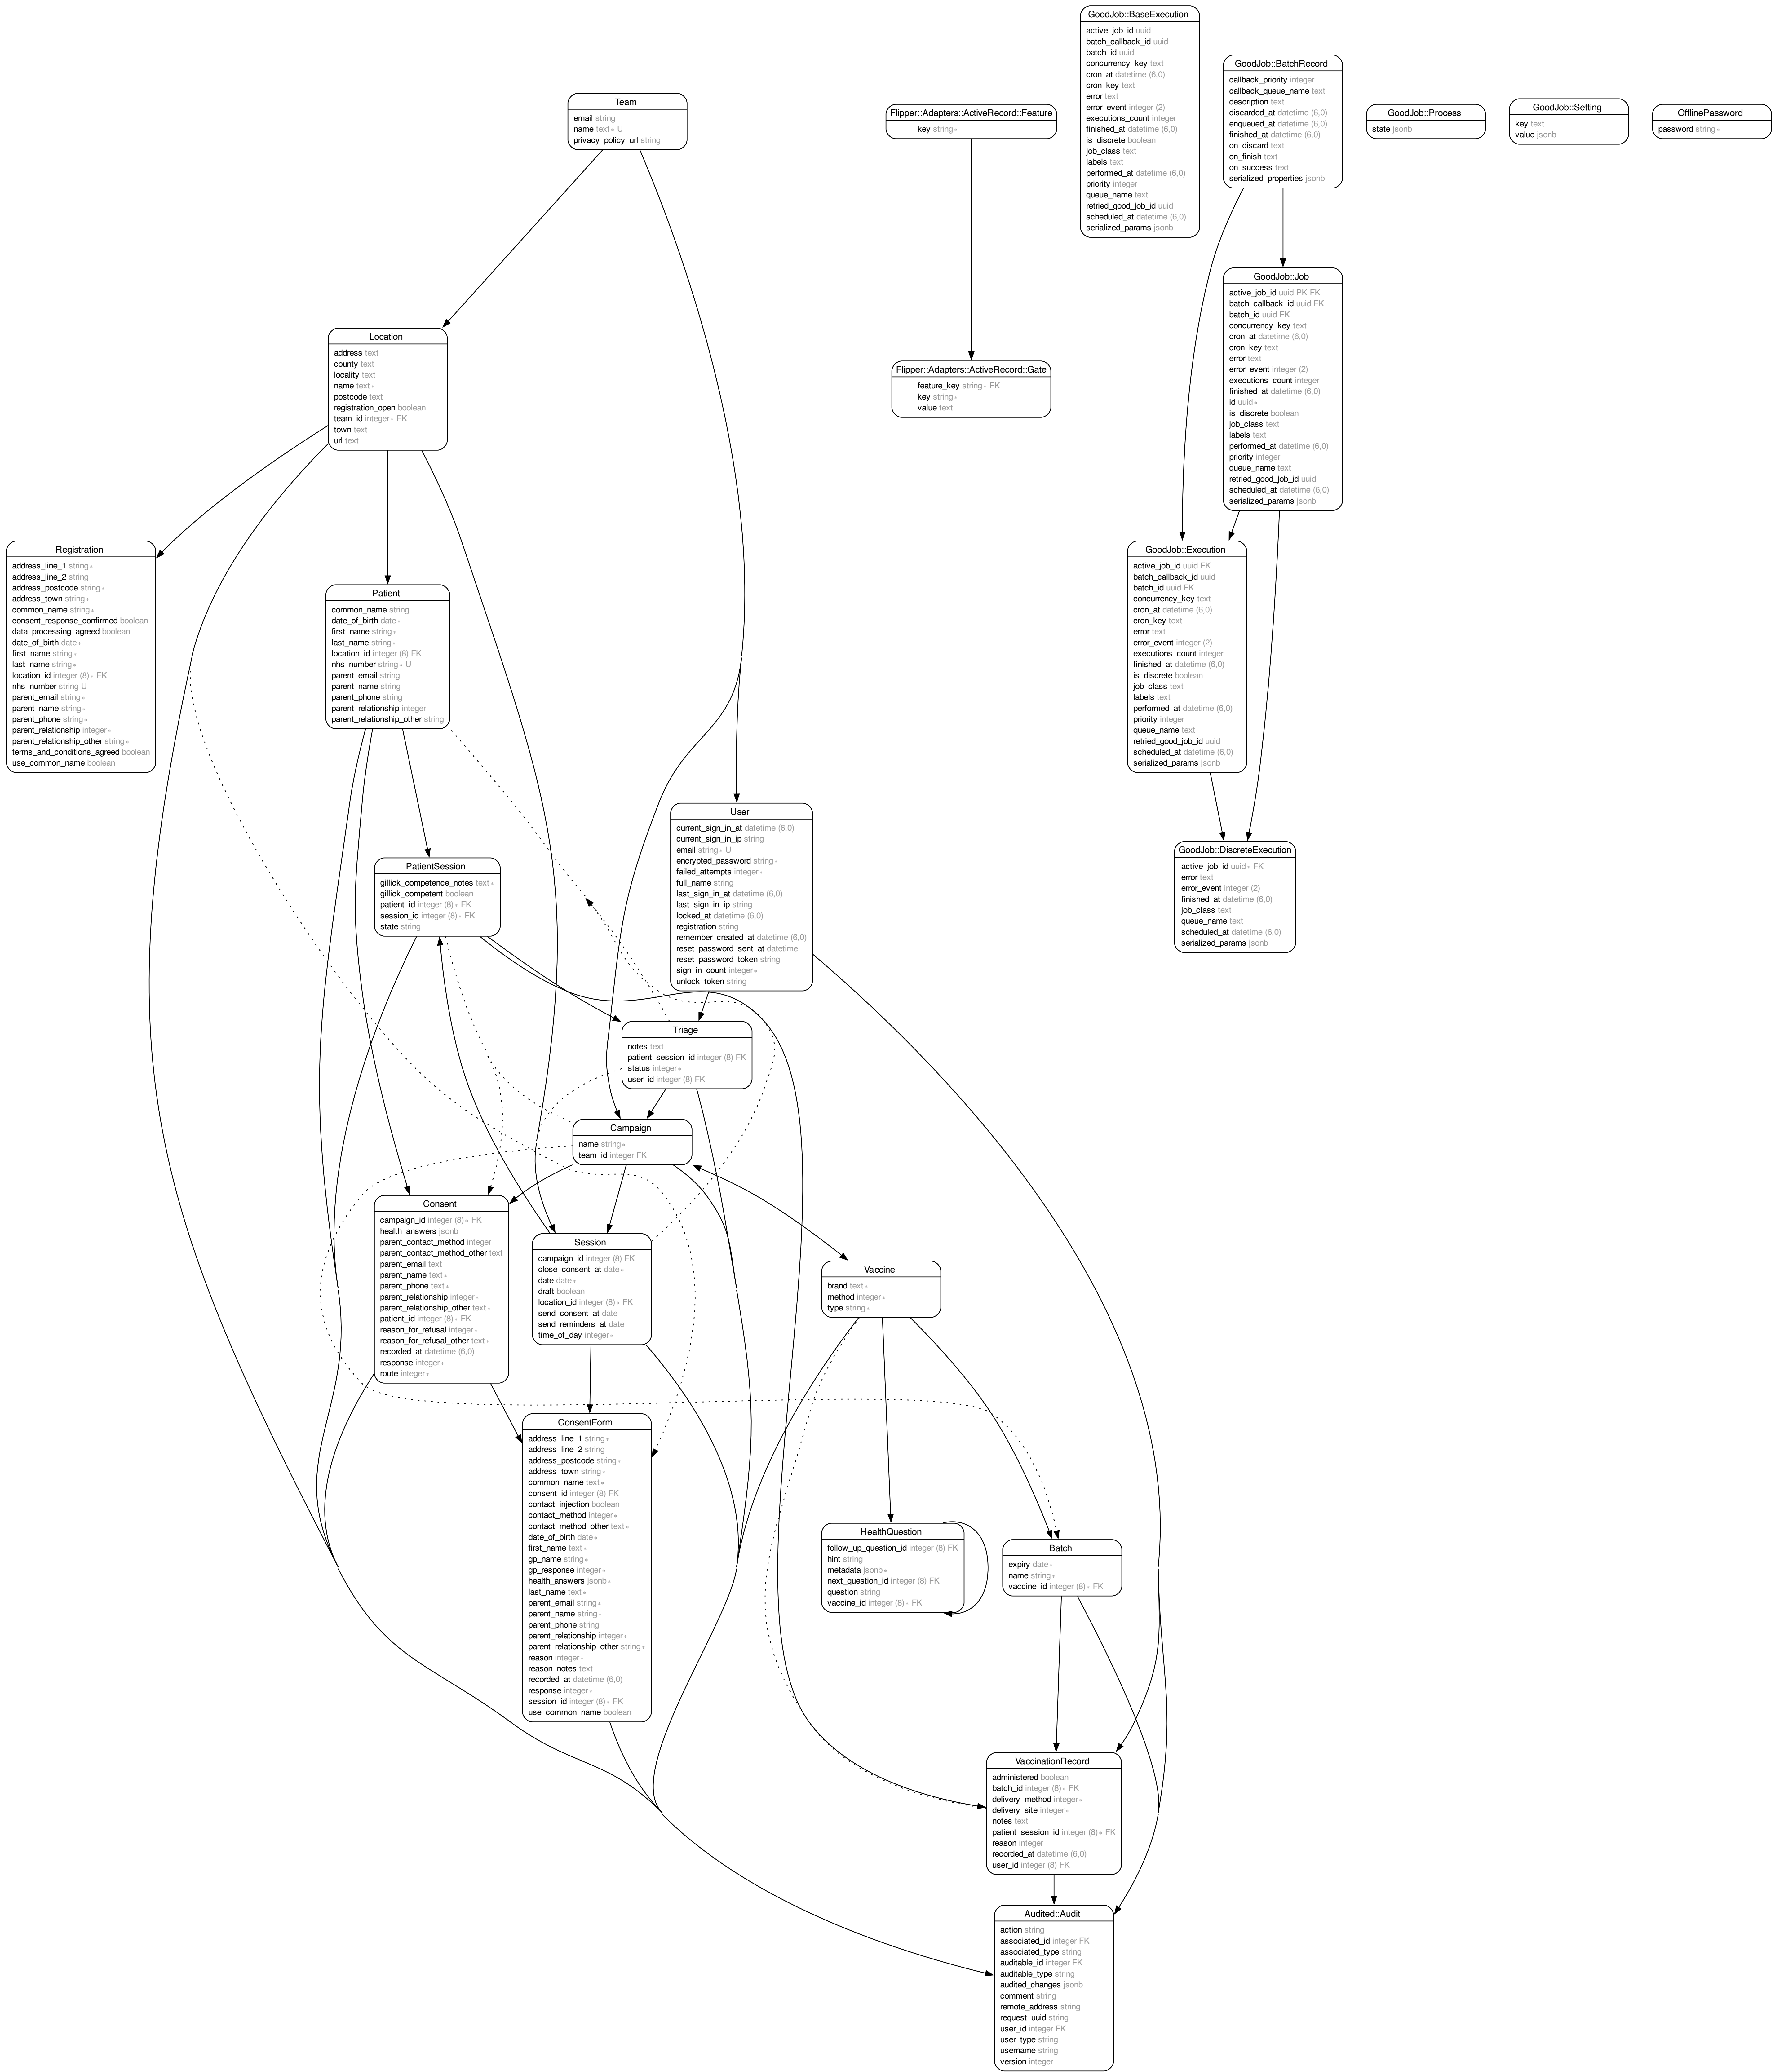 GoodJob::BaseExecution
active_job_id uuid
batch_callback_id uuid
batch_id uuid
concurrency_key text
cron_at datetime (6,0)
cron_key text
error text
error_event integer (2)
executions_count integer
finished_at datetime (6,0)
is_discrete boolean
job_class text
labels text
performed_at datetime (6,0)
priority integer
queue_name text
retried_good_job_id uuid
scheduled_at datetime (6,0)
serialized_params jsonb
GoodJob::BatchRecord
callback_priority integer
callback_queue_name text
description text
discarded_at datetime (6,0)
enqueued_at datetime (6,0)
finished_at datetime (6,0)
on_discard text
on_finish text
on_success text
serialized_properties jsonb
Team
email string
name text∗ U
privacy_policy_url string
Flipper::Adapters::ActiveRecord::Feature
key string∗
GoodJob::Process
state jsonb
GoodJob::Setting
key text
value jsonb
OfflinePassword
password string∗
GoodJob::Job
active_job_id uuid PK FK
batch_callback_id uuid FK
batch_id uuid FK
concurrency_key text
cron_at datetime (6,0)
cron_key text
error text
error_event integer (2)
executions_count integer
finished_at datetime (6,0)
id uuid∗
is_discrete boolean
job_class text
labels text
performed_at datetime (6,0)
priority integer
queue_name text
retried_good_job_id uuid
scheduled_at datetime (6,0)
serialized_params jsonb
Location
address text
county text
locality text
name text∗
postcode text
registration_open boolean
team_id integer∗ FK
town text
url text
Flipper::Adapters::ActiveRecord::Gate
feature_key string∗ FK
key string∗
value text
Registration
address_line_1 string∗
address_line_2 string
address_postcode string∗
address_town string∗
common_name string∗
consent_response_confirmed boolean
data_processing_agreed boolean
date_of_birth date∗
first_name string∗
last_name string∗
location_id integer (8)∗ FK
nhs_number string U
parent_email string∗
parent_name string∗
parent_phone string∗
parent_relationship integer∗
parent_relationship_other string∗
terms_and_conditions_agreed boolean
use_common_name boolean
Patient
common_name string
date_of_birth date∗
first_name string∗
last_name string∗
location_id integer (8) FK
nhs_number string∗ U
parent_email string
parent_name string
parent_phone string
parent_relationship integer
parent_relationship_other string
GoodJob::Execution
active_job_id uuid FK
batch_callback_id uuid
batch_id uuid FK
concurrency_key text
cron_at datetime (6,0)
cron_key text
error text
error_event integer (2)
executions_count integer
finished_at datetime (6,0)
is_discrete boolean
job_class text
labels text
performed_at datetime (6,0)
priority integer
queue_name text
retried_good_job_id uuid
scheduled_at datetime (6,0)
serialized_params jsonb
User
current_sign_in_at datetime (6,0)
current_sign_in_ip string
email string∗ U
encrypted_password string∗
failed_attempts integer∗
full_name string
last_sign_in_at datetime (6,0)
last_sign_in_ip string
locked_at datetime (6,0)
registration string
remember_created_at datetime (6,0)
reset_password_sent_at datetime
reset_password_token string
sign_in_count integer∗
unlock_token string
GoodJob::DiscreteExecution
active_job_id uuid∗ FK
error text
error_event integer (2)
finished_at datetime (6,0)
job_class text
queue_name text
scheduled_at datetime (6,0)
serialized_params jsonb
PatientSession
gillick_competence_notes text∗
gillick_competent boolean
patient_id integer (8)∗ FK
session_id integer (8)∗ FK
state string
Triage
notes text
patient_session_id integer (8) FK
status integer∗
user_id integer (8) FK
Campaign
name string∗
team_id integer FK
Consent
campaign_id integer (8)∗ FK
health_answers jsonb
parent_contact_method integer
parent_contact_method_other text
parent_email text
parent_name text∗
parent_phone text∗
parent_relationship integer∗
parent_relationship_other text∗
patient_id integer (8)∗ FK
reason_for_refusal integer∗
reason_for_refusal_other text∗
recorded_at datetime (6,0)
response integer∗
route integer∗
Session
campaign_id integer (8) FK
close_consent_at date∗
date date∗
draft boolean
location_id integer (8)∗ FK
send_consent_at date
send_reminders_at date
time_of_day integer∗
Vaccine
brand text∗
method integer∗
type string∗
ConsentForm
address_line_1 string∗
address_line_2 string
address_postcode string∗
address_town string∗
common_name text∗
consent_id integer (8) FK
contact_injection boolean
contact_method integer∗
contact_method_other text∗
date_of_birth date∗
first_name text∗
gp_name string∗
gp_response integer∗
health_answers jsonb∗
last_name text∗
parent_email string∗
parent_name string∗
parent_phone string
parent_relationship integer∗
parent_relationship_other string∗
reason integer∗
reason_notes text
recorded_at datetime (6,0)
response integer∗
session_id integer (8)∗ FK
use_common_name boolean
HealthQuestion
follow_up_question_id integer (8) FK
hint string
metadata jsonb∗
next_question_id integer (8) FK
question string
vaccine_id integer (8)∗ FK
Batch
expiry date∗
name string∗
vaccine_id integer (8)∗ FK
VaccinationRecord
administered boolean
batch_id integer (8)∗ FK
delivery_method integer∗
delivery_site integer∗
notes text
patient_session_id integer (8)∗ FK
reason integer
recorded_at datetime (6,0)
user_id integer (8) FK
Audited::Audit
action string
associated_id integer FK
associated_type string
auditable_id integer FK
auditable_type string
audited_changes jsonb
comment string
remote_address string
request_uuid string
user_id integer FK
user_type string
username string
version integer